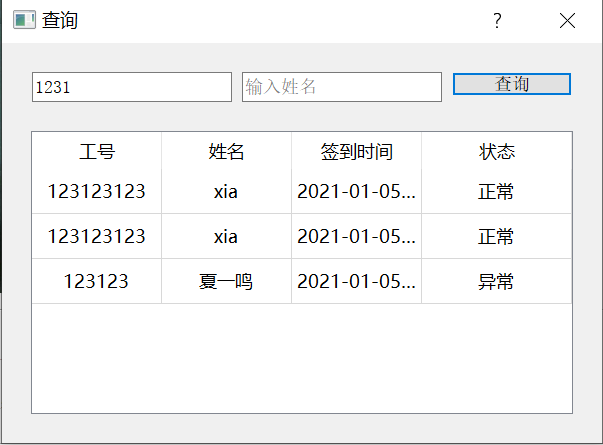 查询
1231 输入姓名 查询
工号 姓名 签到时间 状态
123123123 xia 2021-01-05... 正常
123123123 xia 2021-01-05... 正常
123123 夏一鸣 2021-01-05... 异常